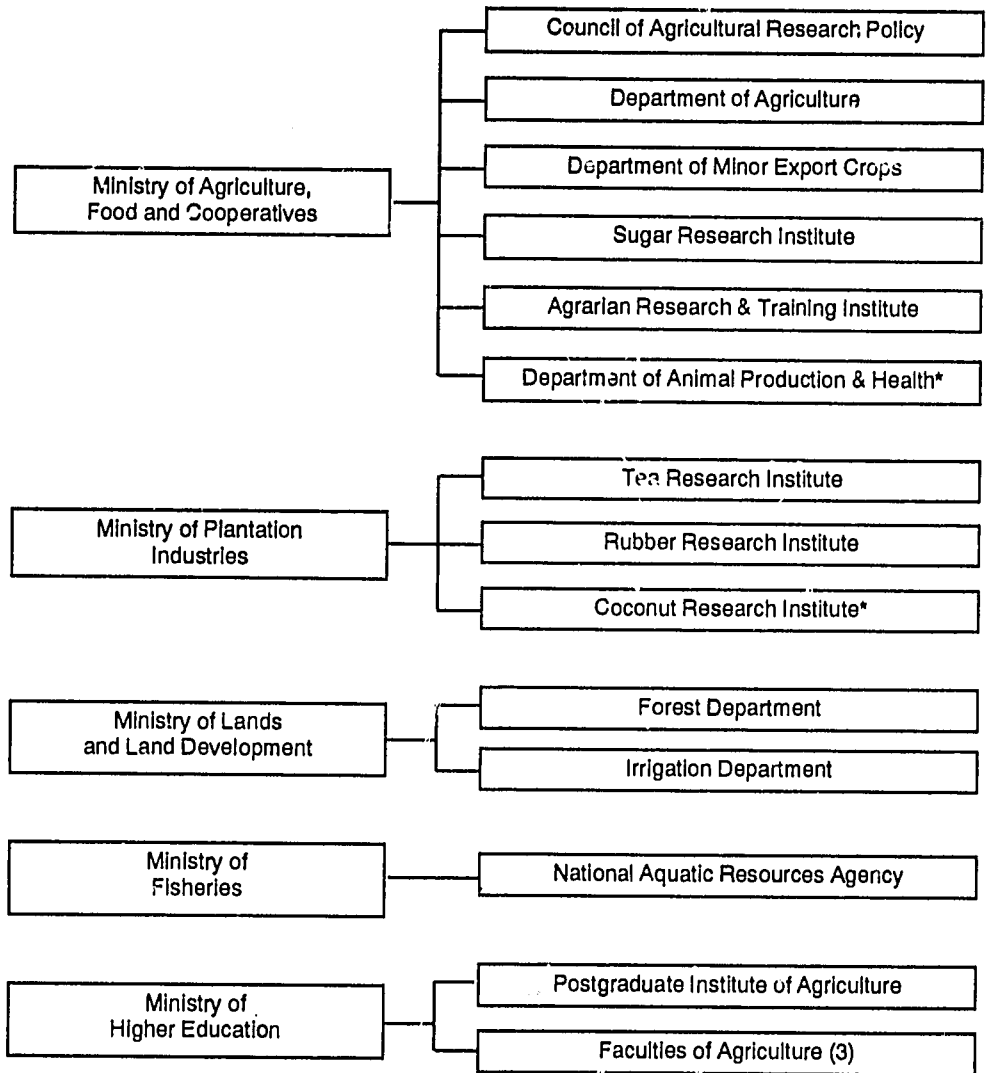 Council of Agricultural Research Policy
Department of Agriculture
Department of Minor Export Crops
Ministry of Agriculture,
Food and Cooperatives
Sugar Research Institute
Agrarian Research & Training Institute
Department of Animal Production & Health*
Tea Research Institute
Ministry of Plantation
Industries
Rubber Research Institute
Coconut Research Institute*
Ministry of Lands
and Land Development
Forest Department
Irrigation Department
Ministry of
Fisheries
National Aquatic Resources Agency
Ministry of
Higher Education
Postgraduate Institute of Agriculture
Faculties of Agriculture (3)